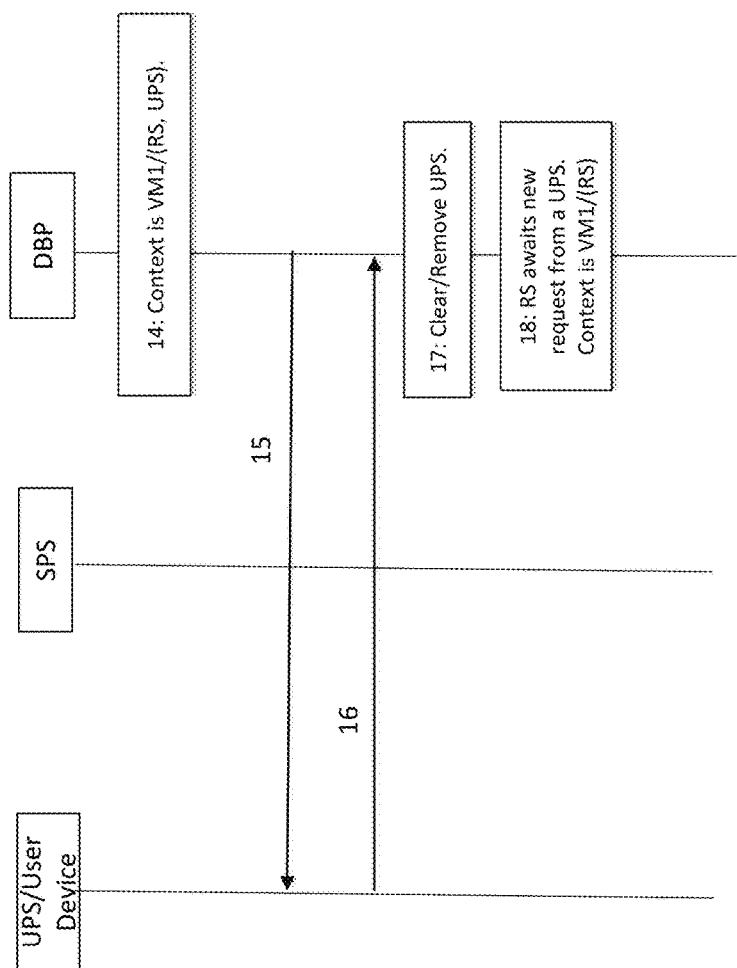 UPS/User
Device
SPS
DBP
14: Context is VM1/(RS, UPS).
15
16
17: Clear/Remove UPS.
18: RS awaits new
request from a UPS.
Context is VM1/(RS)